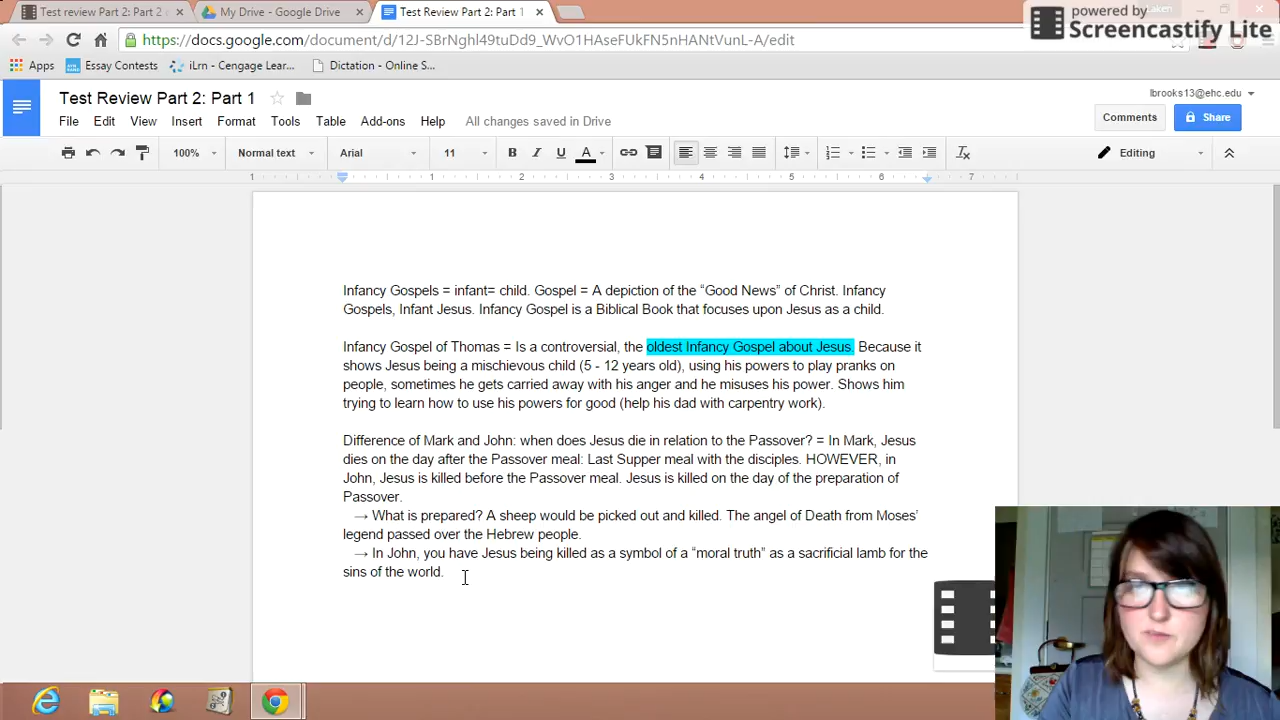 Test review Part 2: Part 2
My Drive - Google Drive
Test Review Part 2: Part 1
powered by
Screencastify Lite
Apps
Essay Contests
iLrn - Cengage Lear...
Dictation - Online S...
Test Review Part 2: Part 1
lbrooks13@ehc.edu
File Edit View Insert Format Tools Table Add-ons Help All changes saved in Drive
Comments
Share
100% Normal text Arial 11 B I U A Editing
1 1 2 3 4 5 6 7
Infancy Gospels = infant= child. Gospel = A depiction of the “Good News” of Christ. Infancy
Gospels, Infant Jesus. Infancy Gospel is a Biblical Book that focuses upon Jesus as a child.
Infancy Gospel of Thomas = Is a controversial, the oldest Infancy Gospel about Jesus. Because it
shows Jesus being a mischievous child (5 - 12 years old), using his powers to play pranks on
people, sometimes he gets carried away with his anger and he misuses his power. Shows him
trying to learn how to use his powers for good (help his dad with carpentry work).
Difference of Mark and John: when does Jesus die in relation to the Passover? = In Mark, Jesus
dies on the day after the Passover meal: Last Supper meal with the disciples. HOWEVER, in
John, Jesus is killed before the Passover meal. Jesus is killed on the day of the preparation of
Passover.
→ What is prepared? A sheep would be picked out and killed. The angel of Death from Moses’
legend passed over the Hebrew people.
→ In John, you have Jesus being killed as a symbol of a “moral truth” as a sacrificial lamb for the
sins of the world.